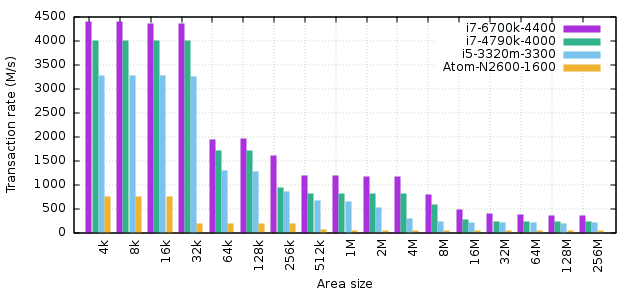 4500
4000
3500
3000
2500
2000
1500
1000
500
0
Transaction rate (M/s)
i7-6700k-4400
i7-4790k-4000
i5-3320m-3300
Atom-N2600-1600
4k
8k
16k
32k
64k
128k
256k
512k
1M
2M
4M
8M
16M
32M
64M
128M
256M
Area size